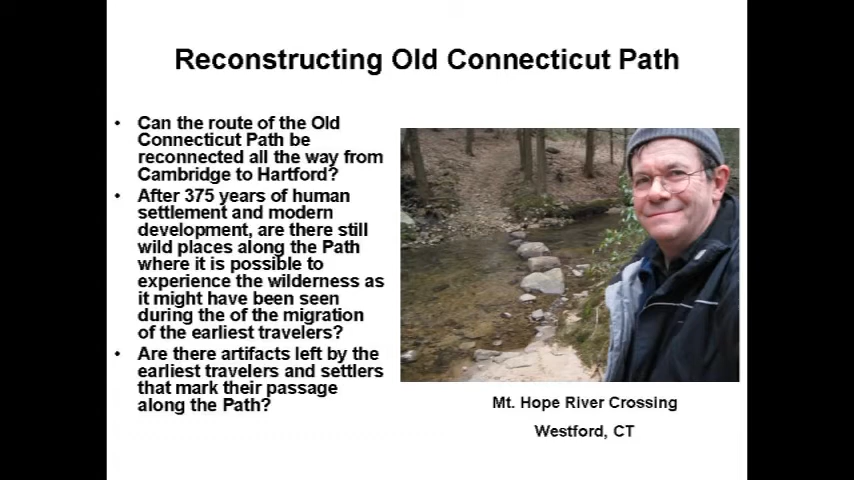 Reconstructing Old Connecticut Path
• Can the route of the Old
Connecticut Path be
reconnected all the way from
Cambridge to Hartford?
• After 375 years of human
settlement and modern
development, are there still
wild places along the Path
where it is possible to
experience the wilderness as
it might have been seen
during the of the migration
of the earliest travelers?
• Are there artifacts left by the
earliest travelers and settlers
that mark their passage
along the Path?
Mt. Hope River Crossing
Westford, CT